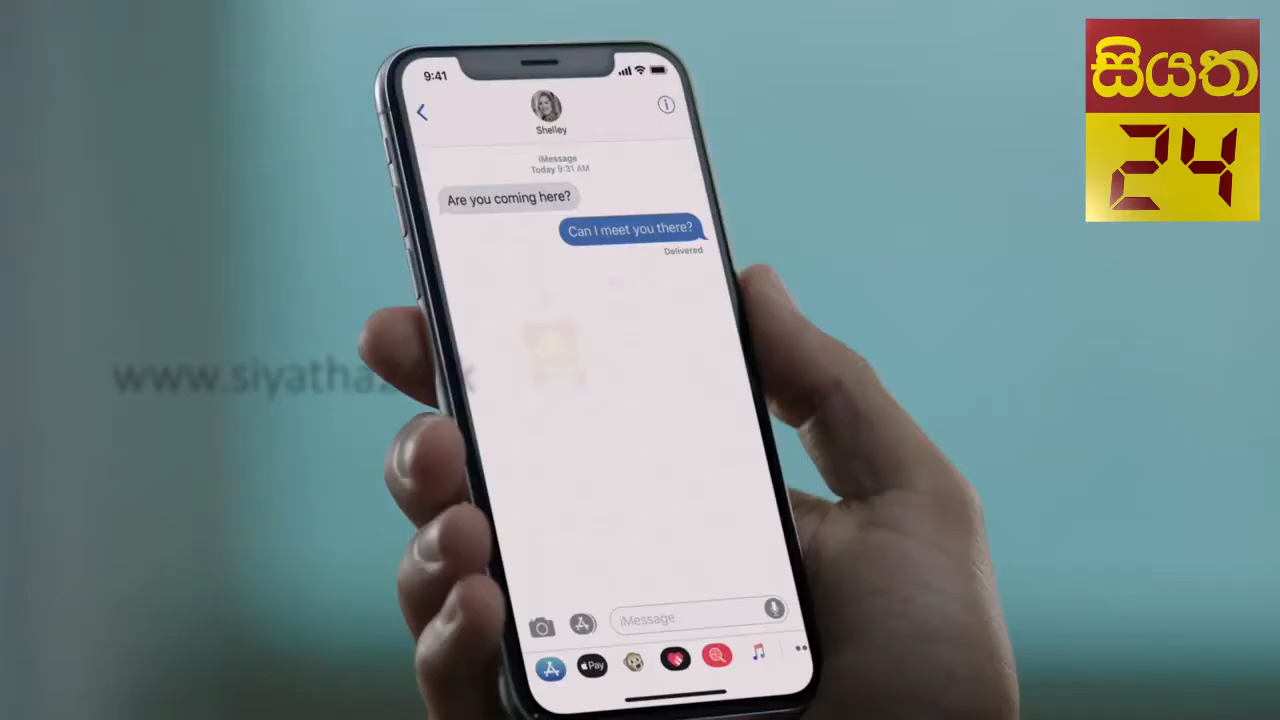 සියත
24
9:41
Shelley
iMessage
Today 9:31 AM
Are you coming here?
Can I meet you there?
Delivered
iMessage
Pay